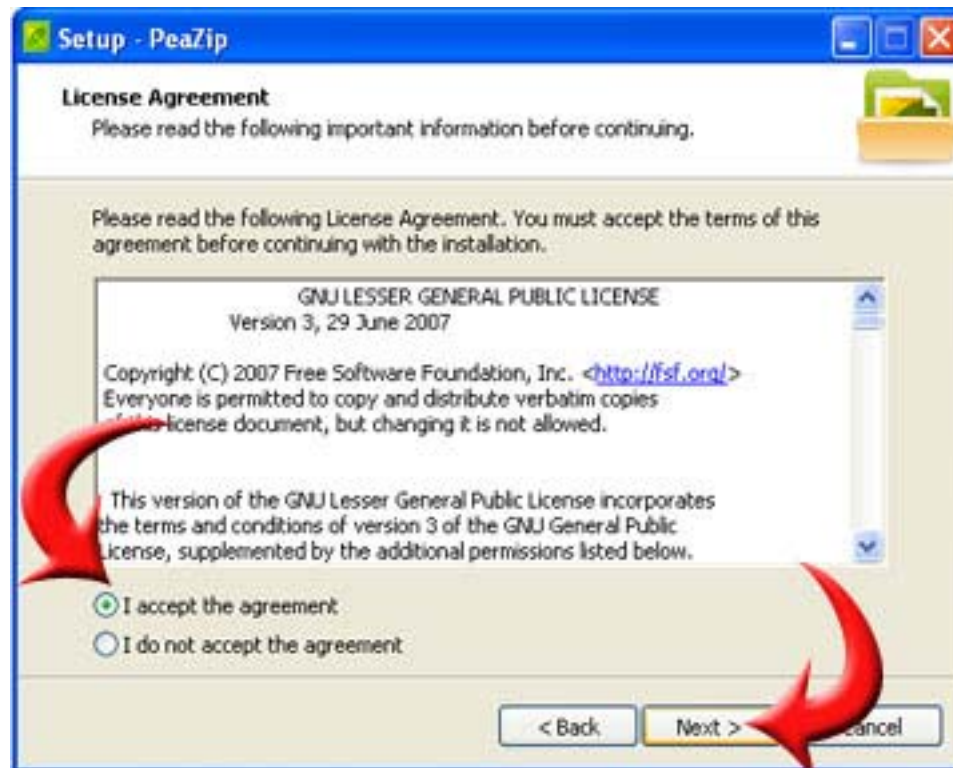 Setup - PeaZip
License Agreement
Please read the following important information before continuing.
Please read the following License Agreement. You must accept the terms of this
agreement before continuing with the installation.
GNU LESSER GENERAL PUBLIC LICENSE
Version 3, 29 June 2007
Copyright (C) 2007 Free Software Foundation, Inc. <http://fsf.org/>
Everyone is permitted to copy and distribute verbatim copies
of this license document, but changing it is not allowed.
This version of the GNU Lesser General Public License incorporates
the terms and conditions of version 3 of the GNU General Public
License, supplemented by the additional permissions listed below.
I accept the agreement
I do not accept the agreement
< Back
Next >
Cancel